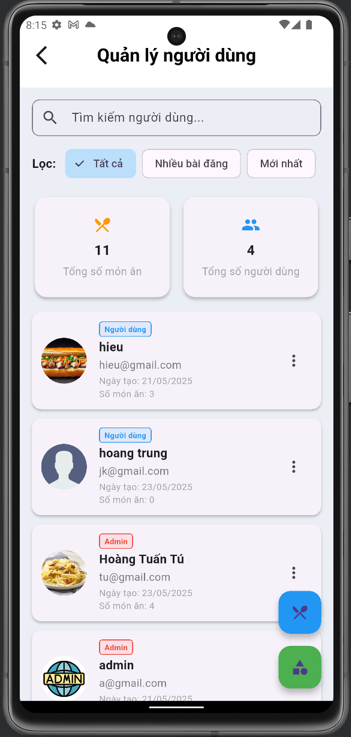 8:15
Quản lý người dùng
Tìm kiếm người dùng...
Lọc:
Tất cả
Nhiều bài đăng
Mới nhất
11
Tổng số món ăn
4
Tổng số người dùng
Người dùng
hieu
hieu@gmail.com
Ngày tạo: 21/05/2025
Số món ăn: 3
Người dùng
hoang trung
jk@gmail.com
Ngày tạo: 23/05/2025
Số món ăn: 0
Admin
Hoàng Tuấn Tú
tu@gmail.com
Ngày tạo: 23/05/2025
Số món ăn: 4
Admin
admin
a@gmail.com
Ngày tạo: 21/05/2025
ADMIN